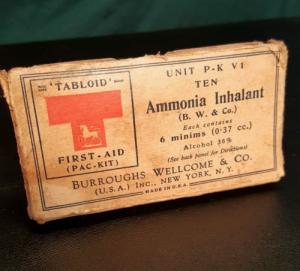 'TABLOID'
FIRST-AID
(PAC-KIT)
UNIT P-K VI
TEN
Ammonia Inhalant
(B. W. & Co.)
Each contains
6 minims (0·37 cc.)
Alcohol 36%
(See back panel for Directions)
BURROUGHS WELLCOME & CO.
(U.S.A.) INC., NEW YORK, N. Y.
MADE IN U.S.A.